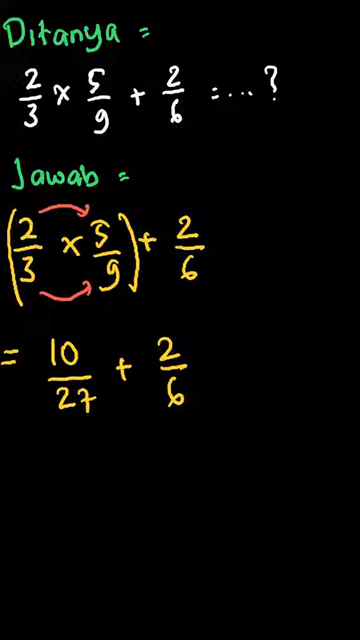 Ditanya =
2/3 × 5/9 + 2/6 = ... ?
Jawab =
(2/3 × 5/9) + 2/6
= 10/27 + 2/6